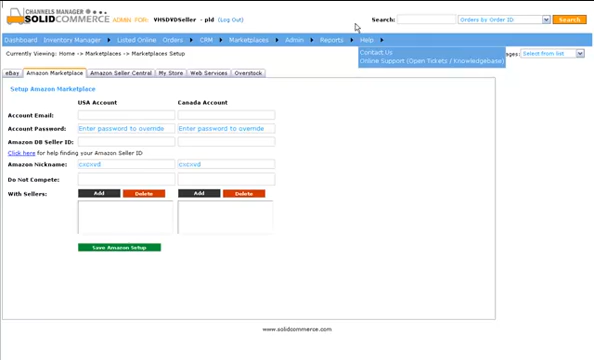 CHANNELS MANAGER
SOLIDCOMMERCE ADMIN FOR: VHSDVDSeller - pld (Log Out) Search: Orders Ex Order ID Search
Dashboard Inventory Manager Listed Online Orders CRM Marketplaces Admin Reports Help
Contact Us
Online Support (Open Tickets / Knowledgebase)
Currently Viewing: Home -> Marketplaces -> Marketplaces Setup ages: Select from list
eBay Amazon Marketplace Amazon Seller Central My Store Web Services Overstock
Setup Amazon Marketplace
USA Account Canada Account
Account Email:
Account Password: Enter password to override Enter password to override
Amazon DB Seller ID:
Click here for help finding your Amazon Seller ID
Amazon Nickname: cxcxvd cxcxvd
Do Not Compete:
With Sellers: Add Delete Add Delete
Save Amazon Setup
www.solidcommerce.com